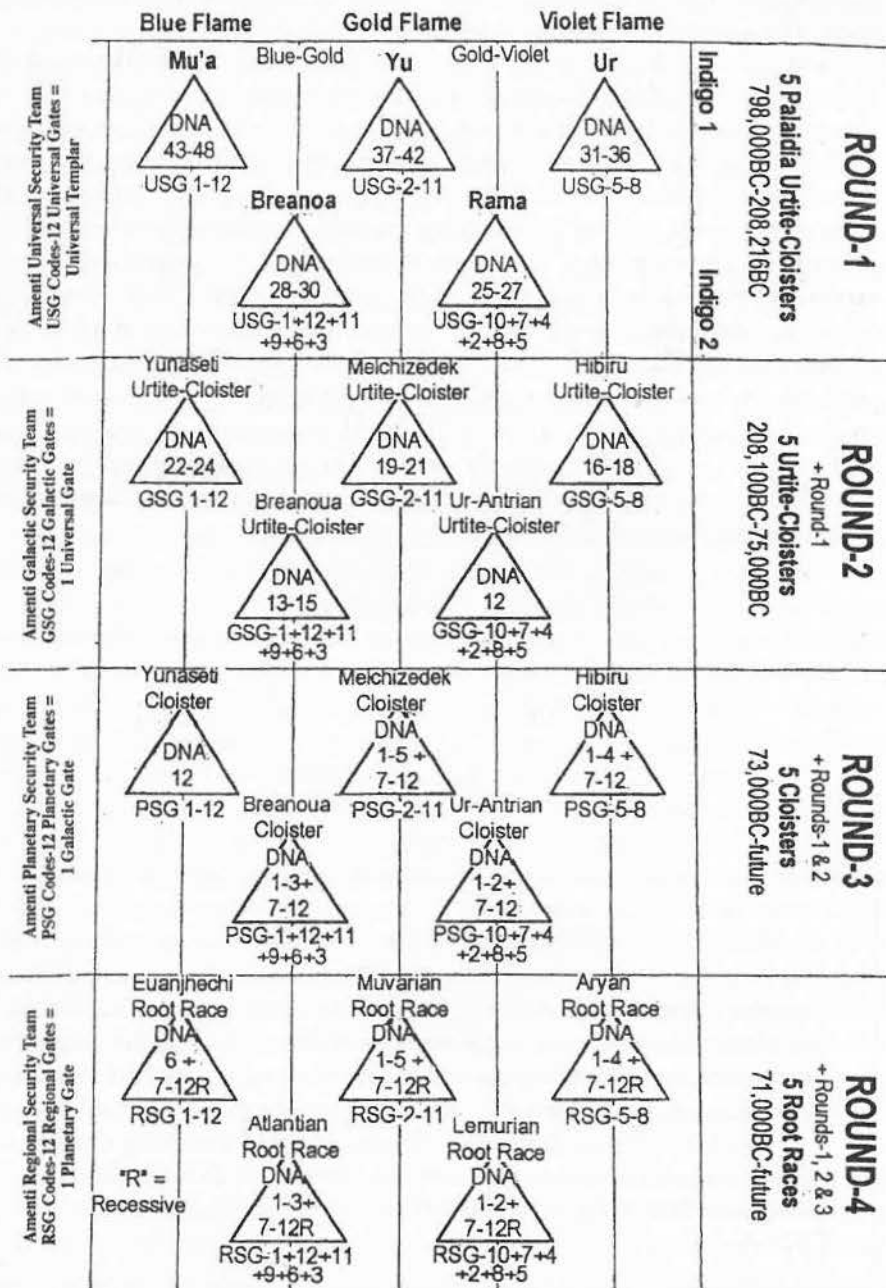 Blue Flame
Gold Flame
Violet Flame
Mu'a
Blue-Gold
Yu
Gold-Violet
Ur
DNA
43-48
USG 1-12
DNA
37-42
USG-2-11
DNA
31-36
USG-5-8
Breanoa
DNA
28-30
USG-1+12+11
+9+6+3
Rama
DNA
25-27
USG-10+7+4
+2+8+5
Indigo 1
Indigo 2
Amenti Universal Security Team
USG Codes-12 Universal Gates =
Universal Templar
ROUND-1
5 Palaidia Urtite-Cloisters
798,000BC-208,216BC
Yunaseti
Urtite-Cloister
DNA
22-24
GSG 1-12
Melchizedek
Urtite-Cloister
DNA
19-21
GSG-2-11
Hibiru
Urtite-Cloister
DNA
16-18
GSG-5-8
Breanoua
Urtite-Cloister
DNA
13-15
GSG-1+12+11
+9+6+3
Ur-Antrian
Urtite-Cloister
DNA
12
GSG-10+7+4
+2+8+5
Amenti Galactic Security Team
GSG Codes-12 Galactic Gates =
1 Universal Gate
ROUND-2
+ Round-1
5 Urtite-Cloisters
208,100BC-75,000BC
Yunaseti
Cloister
DNA
12
PSG 1-12
Melchizedek
Cloister
DNA
1-5 +
7-12
PSG-2-11
Hibiru
Cloister
DNA
1-4 +
7-12
PSG-5-8
Breanoua
Cloister
DNA
1-3+
7-12
PSG-1+12+11
+9+6+3
Ur-Antrian
Cloister
DNA
1-2+
7-12
PSG-10+7+4
+2+8+5
Amenti Planetary Security Team
PSG Codes-12 Planetary Gates =
1 Galactic Gate
ROUND-3
+ Rounds-1 & 2
5 Cloisters
73,000BC-future
Euanjhechi
Root Race
DNA
6 +
7-12R
RSG 1-12
Muvarian
Root Race
DNA
1-5 +
7-12R
RSG-2-11
Aryan
Root Race
DNA
1-4 +
7-12R
RSG-5-8
Atlantian
Root Race
DNA
1-3+
7-12R
RSG-1+12+11
+9+6+3
Lemurian
Root Race
DNA
1-2+
7-12R
RSG-10+7+4
+2+8+5
"R" =
Recessive
Amenti Regional Security Team
RSG Codes-12 Regional Gates =
1 Planetary Gate
ROUND-4
+ Rounds-1, 2 & 3
5 Root Races
71,000BC-future